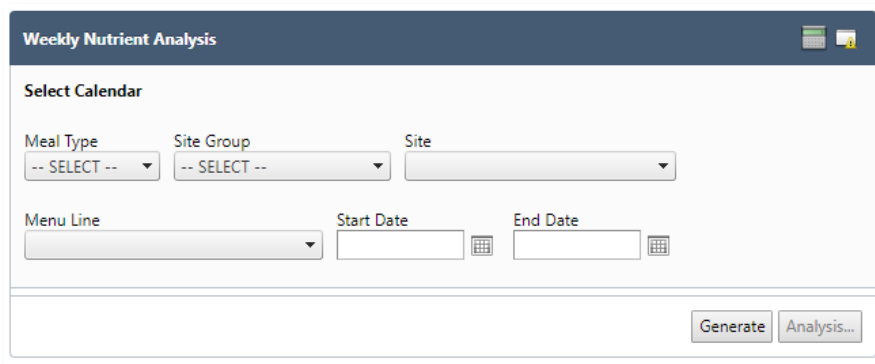 Weekly Nutrient Analysis
Select Calendar
Meal Type Site Group Site
-- SELECT -- -- SELECT --
Menu Line Start Date End Date
Generate Analysis...